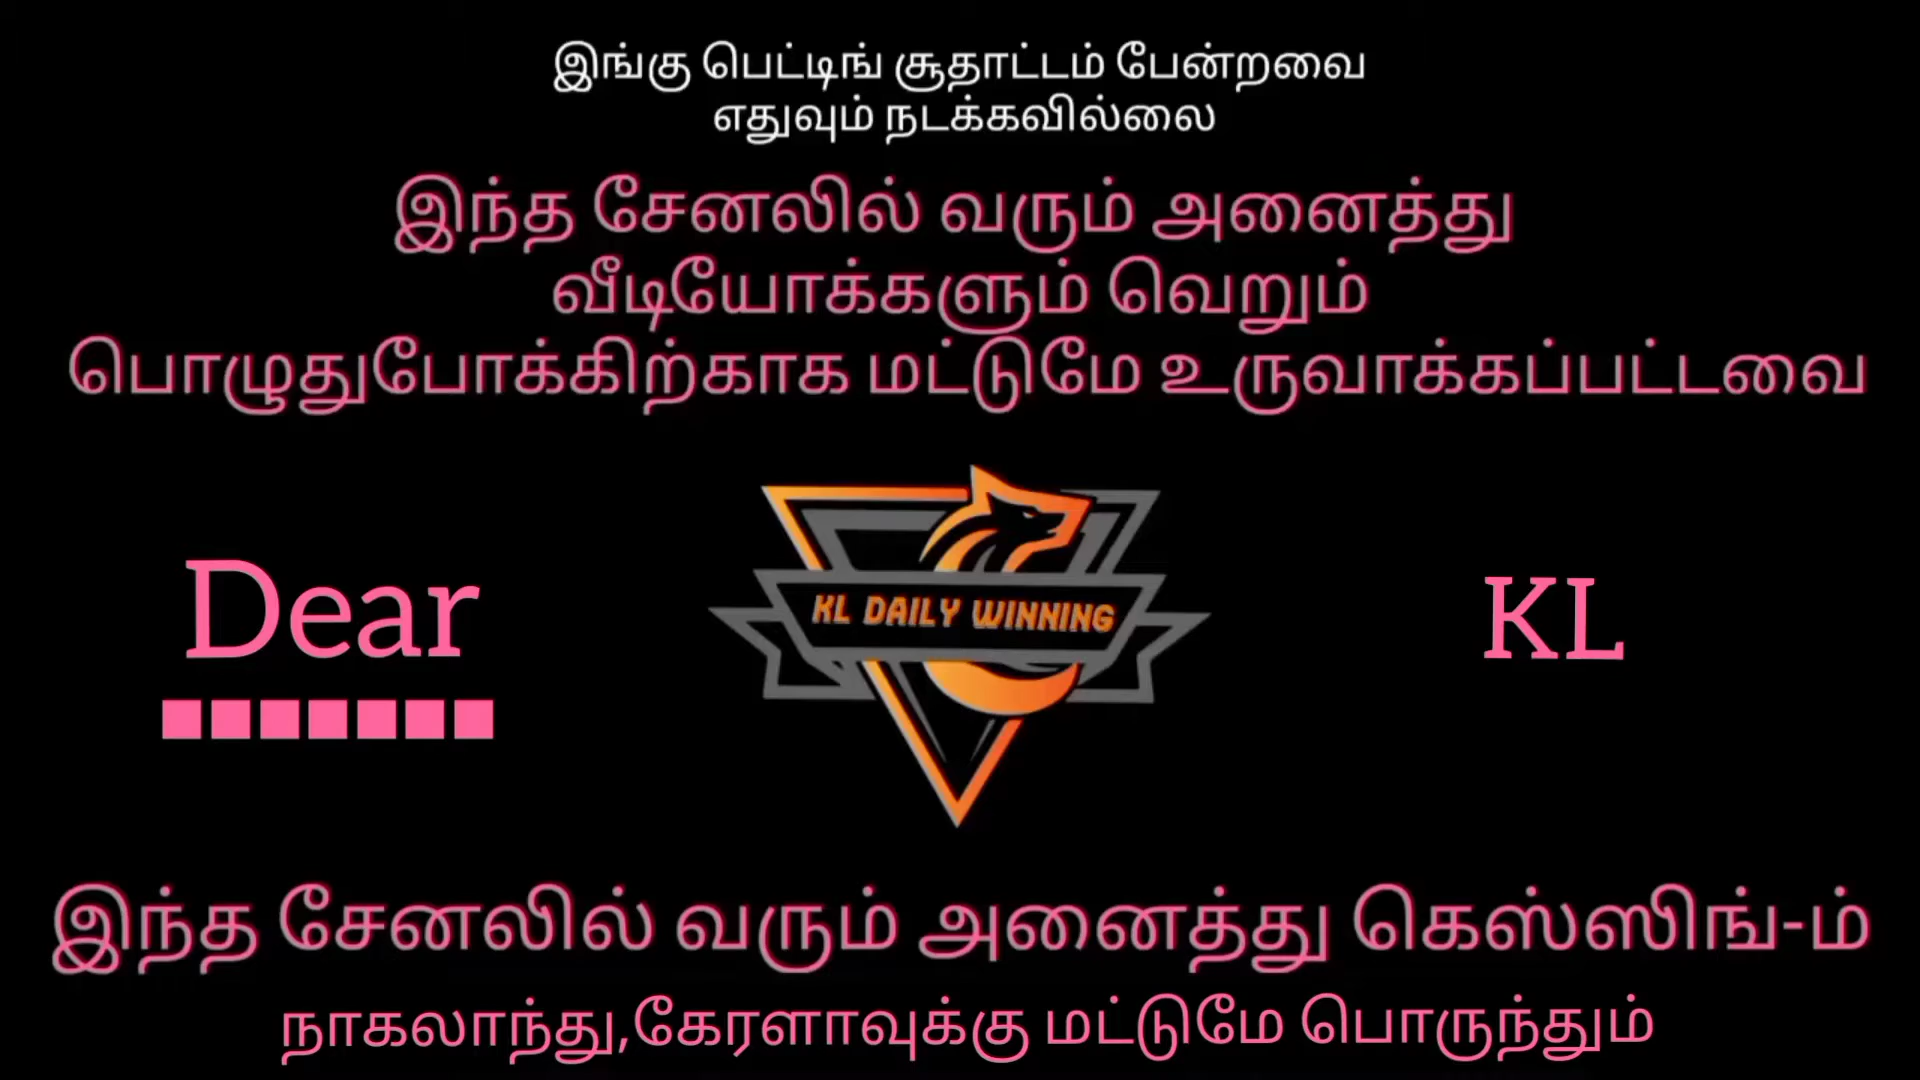 இங்கு பெட்டிங் சூதாட்டம் பேன்றவை
எதுவும் நடக்கவில்லை
இந்த சேனலில் வரும் அனைத்து
வீடியோக்களும் வெறும்
பொழுதுபோக்கிற்காக மட்டுமே உருவாக்கப்பட்டவை
Dear
KL DAILY WINNING
KL
இந்த சேனலில் வரும் அனைத்து கெஸ்ஸிங்-ம்
நாகலாந்து,கேரளாவுக்கு மட்டுமே பொருந்தும்